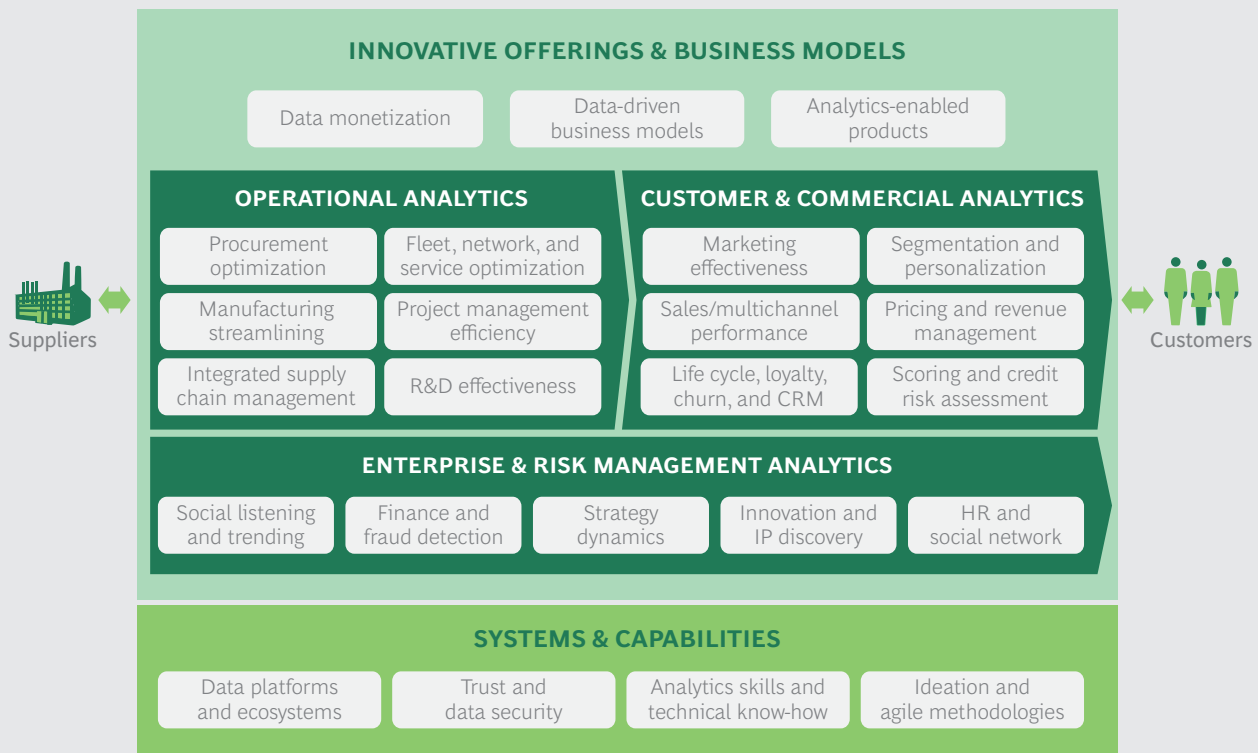 INNOVATIVE OFFERINGS & BUSINESS MODELS
Data monetization
Data-driven
business models
Analytics-enabled
products
OPERATIONAL ANALYTICS
Procurement
optimization
Fleet, network, and
service optimization
Manufacturing
streamlining
Project management
efficiency
Integrated supply
chain management
R&D effectiveness
CUSTOMER & COMMERCIAL ANALYTICS
Marketing
effectiveness
Segmentation and
personalization
Sales/multichannel
performance
Pricing and revenue
management
Life cycle, loyalty,
churn, and CRM
Scoring and credit
risk assessment
Suppliers
Customers
ENTERPRISE & RISK MANAGEMENT ANALYTICS
Social listening
and trending
Finance and
fraud detection
Strategy
dynamics
Innovation and
IP discovery
HR and
social network
SYSTEMS & CAPABILITIES
Data platforms
and ecosystems
Trust and
data security
Analytics skills and
technical know-how
Ideation and
agile methodologies